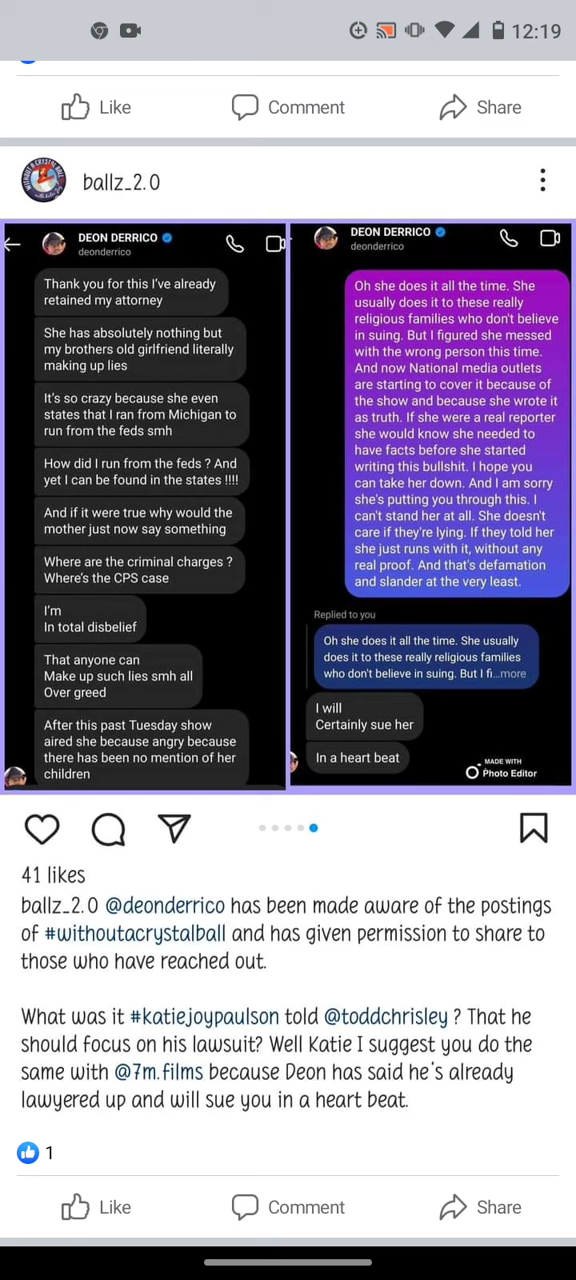 12:19
Like
Comment
Share
ballz_2.0
DEON DERRICO
deonderrico
Thank you for this I've already
retained my attorney
She has absolutely nothing but
my brothers old girlfriend literally
making up lies
It's so crazy because she even
states that I ran from Michigan to
run from the feds smh
How did I run from the feds ? And
yet I can be found in the states !!!!
And if it were true why would the
mother just now say something
Where are the criminal charges ?
Where's the CPS case
I'm
In total disbelief
That anyone can
Make up such lies smh all
Over greed
After this past Tuesday show
aired she because angry because
there has been no mention of her
children
DEON DERRICO
deonderrico
Oh she does it all the time. She
usually does it to these really
religious families who don't believe
in suing. But I figured she messed
with the wrong person this time.
And now National media outlets
are starting to cover it because of
the show and because she wrote it
as truth. If she were a real reporter
she would know she needed to
have facts before she started
writing this bullshit. I hope you
can take her down. And I am sorry
she's putting you through this. I
can't stand her at all. She doesn't
care if they're lying. If they told her
she just runs with it, without any
real proof. And that's defamation
and slander at the very least.
Replied to you
Oh she does it all the time. She usually
does it to these really religious families
who don't believe in suing. But I fi...more
I will
Certainly sue her
In a heart beat
MADE WITH
Photo Editor
41 likes
ballz_2.0 @deonderrico has been made aware of the postings
of #withoutacrystalball and has given permission to share to
those who have reached out.
What was it #katiejoypaulson told @toddchrisley ? That he
should focus on his lawsuit? Well Katie I suggest you do the
same with @7m.films because Deon has said he's already
lawyered up and will sue you in a heart beat.
1
Like
Comment
Share